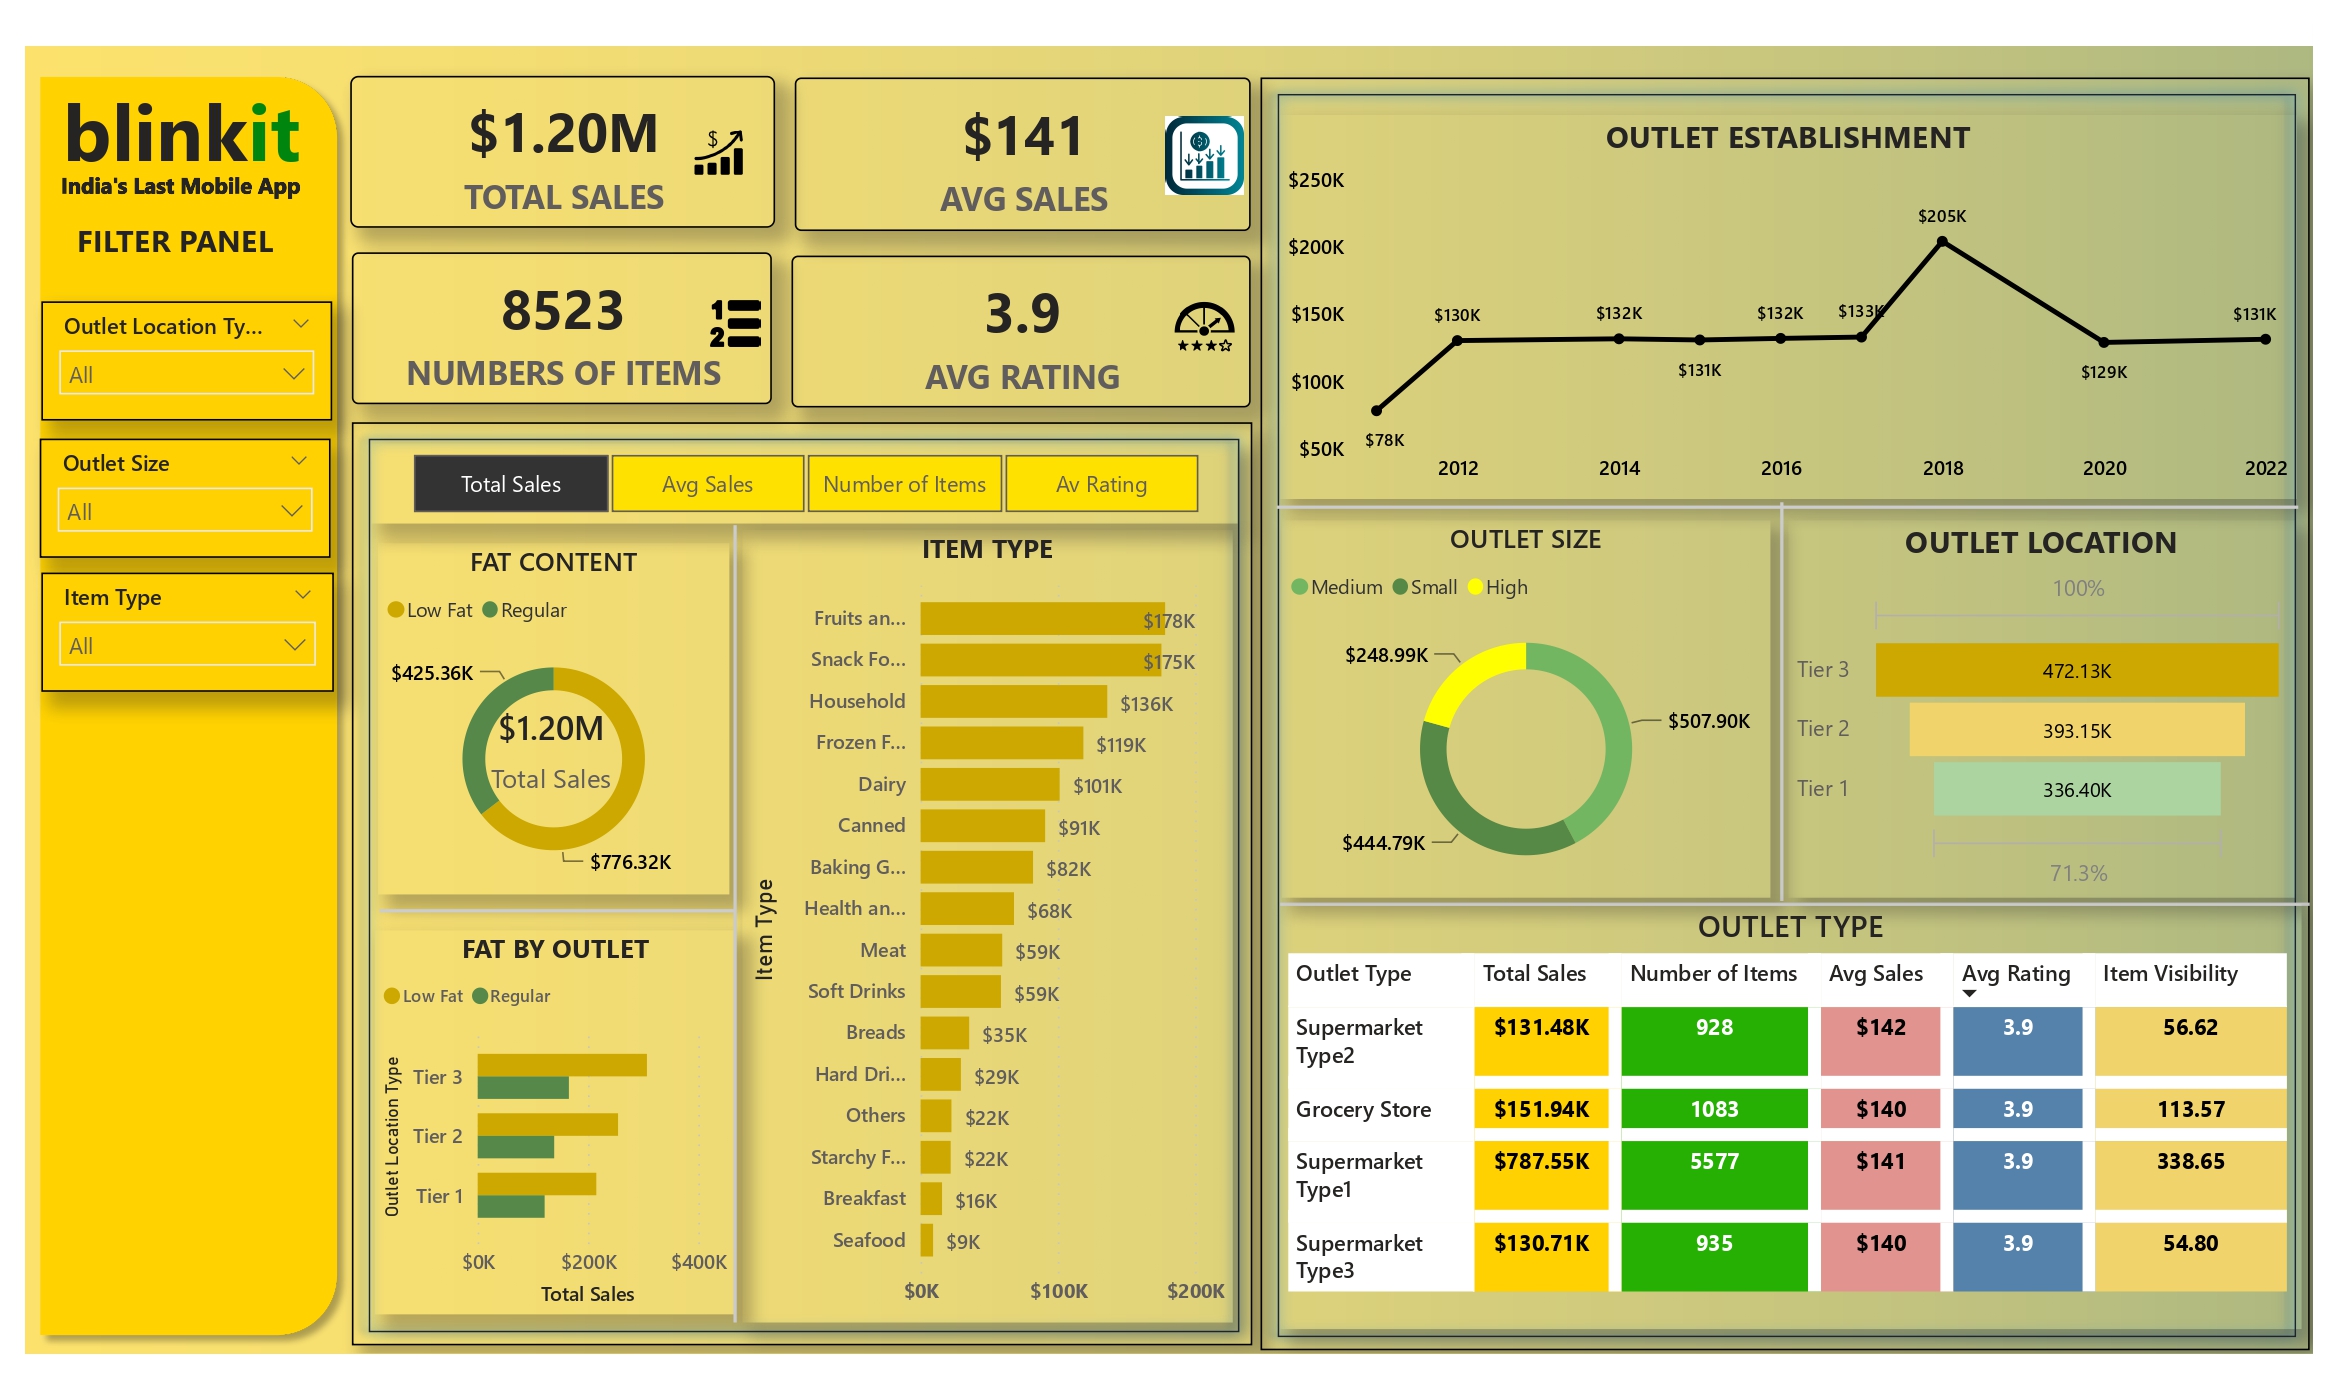 blinkit
India's Last Mobile App
FILTER PANEL
Outlet Location Ty...
All
Outlet Size
All
Item Type
All
$1.20M
TOTAL SALES
$
$141
AVG SALES
8523
NUMBERS OF ITEMS
1
2
3.9
AVG RATING
Total Sales
Avg Sales
Number of Items
Av Rating
FAT CONTENT
Low Fat
Regular
$425.36K
$1.20M
Total Sales
$776.32K
FAT BY OUTLET
Low Fat
Regular
Outlet Location Type
Tier 3
Tier 2
Tier 1
$0K
$200K
$400K
Total Sales
ITEM TYPE
Item Type
Fruits an... $178K
Snack Fo... $175K
Household $136K
Frozen F... $119K
Dairy $101K
Canned $91K
Baking G... $82K
Health an... $68K
Meat $59K
Soft Drinks $59K
Breads $35K
Hard Dri... $29K
Others $22K
Starchy F... $22K
Breakfast $16K
Seafood $9K
$0K $100K $200K
OUTLET ESTABLISHMENT
$250K
$200K
$150K
$100K
$50K
$78K
$130K
$132K
$131K
$132K
$133K
$205K
$129K
$131K
2012 2014 2016 2018 2020 2022
OUTLET SIZE
Medium Small High
$248.99K
$507.90K
$444.79K
OUTLET LOCATION
100%
Tier 3 472.13K
Tier 2 393.15K
Tier 1 336.40K
71.3%
OUTLET TYPE
Outlet Type Total Sales Number of Items Avg Sales Avg Rating Item Visibility
Supermarket $131.48K 928 $142 3.9 56.62
Type2
Grocery Store $151.94K 1083 $140 3.9 113.57
Supermarket $787.55K 5577 $141 3.9 338.65
Type1
Supermarket $130.71K 935 $140 3.9 54.80
Type3